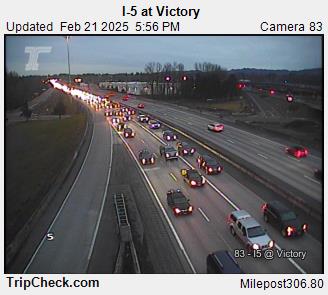 I-5 at Victory
Updated Feb 21 2025 5:56 PM Camera 83
S
83 - I5 @ Victory
TripCheck.com Milepost306.80